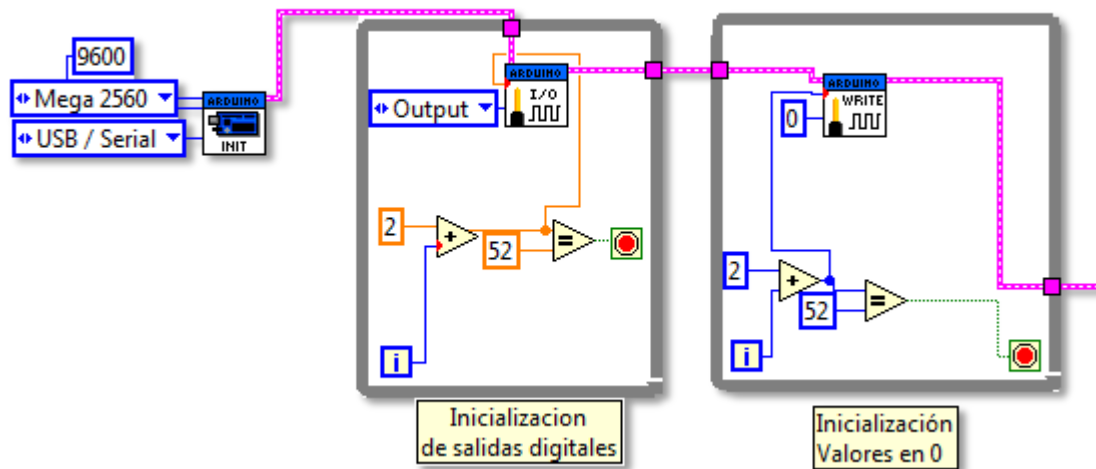 9600
Mega 2560
USB / Serial
ARDUINO
INIT
Output
ARDUINO
I/O
2
+
52
=
i
Inicializacion
de salidas digitales
0
ARDUINO
WRITE
2
+
52
=
i
Inicialización
Valores en 0